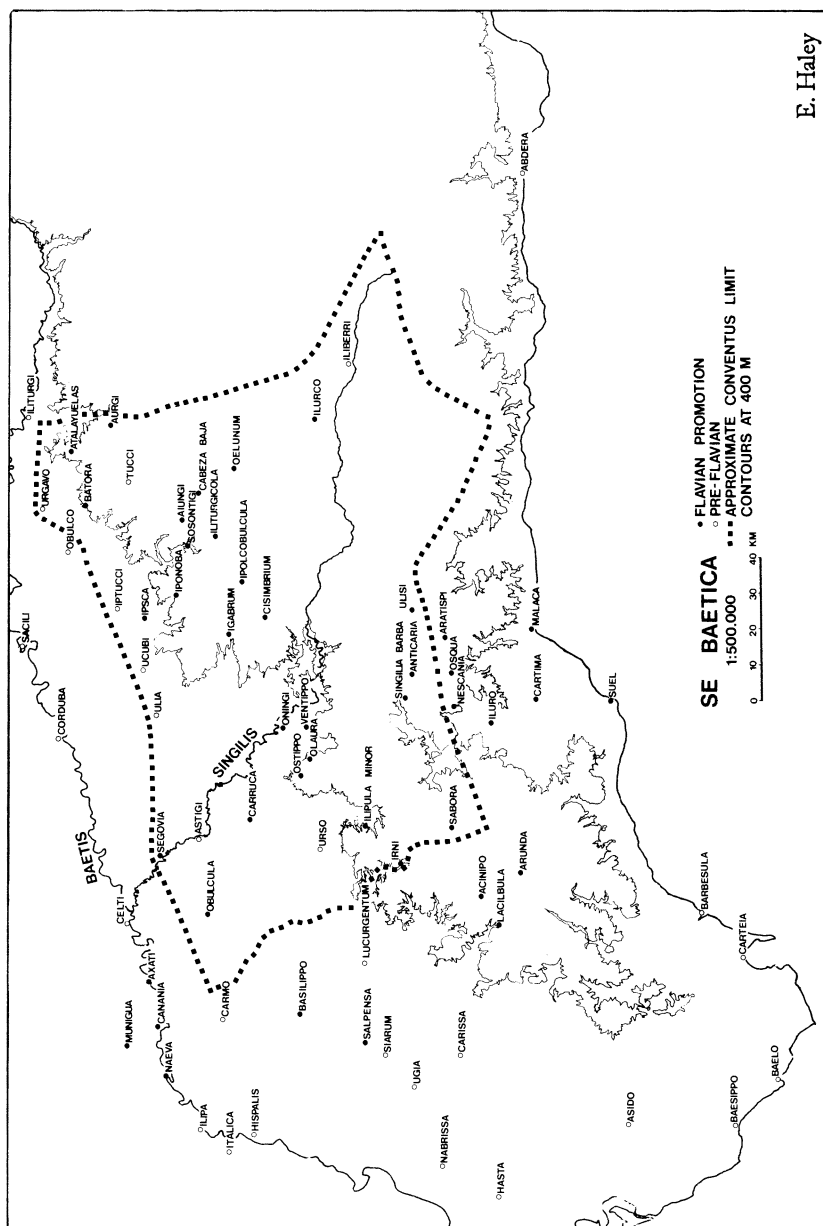 ILITURGI
URGAVO
ATALAYUELAS
AURGI
OBULCO
BATORA
TUCCI
SACILI
IPTUCCI
IPSCA
IPONOBA
AIUNGI
SOSONTIGI
CABEZA BAJA
ILITURGICOLA
OELUNUM
IPOLCOBULCULA
CISIMBRIUM
IGABRUM
UCUBI
ULIA
CORDUBA
ILURCO
ILIBERRI
ABDERA
BAETIS
SINGILIS
ONINGI
VENTIPPO
OSTIPPO
OLAURA
SEGOVIA
ASTIGI
CARRUCA
OBULCULA
URSO
ILIPULA MINOR
CELTI
SINGILIA BARBA
ANTICARIA
ULISI
ARATISPI
OSQUA
NESCANIA
ILURO
CARTIMA
MALACA
SUEL
SABORA
IRNI
LUCURGENTUM
ACINIPO
ARUNDA
LACILBULA
AXATI
CANANIA
MUNIGUA
NAEVA
CARMO
BASILIPPO
SALPENSA
SIARUM
UGIA
CARISSA
ILIPA
ITALICA
HISPALIS
NABRISSA
HASTA
ASIDO
BARBESULA
CARTEIA
BAESIPPO
BAELO
SE BAETICA
1:500,000
FLAVIAN PROMOTION
PRE-FLAVIAN
APPROXIMATE CONVENTUS LIMIT
CONTOURS AT 400 M
0 10 20 30 40 KM
E. Haley